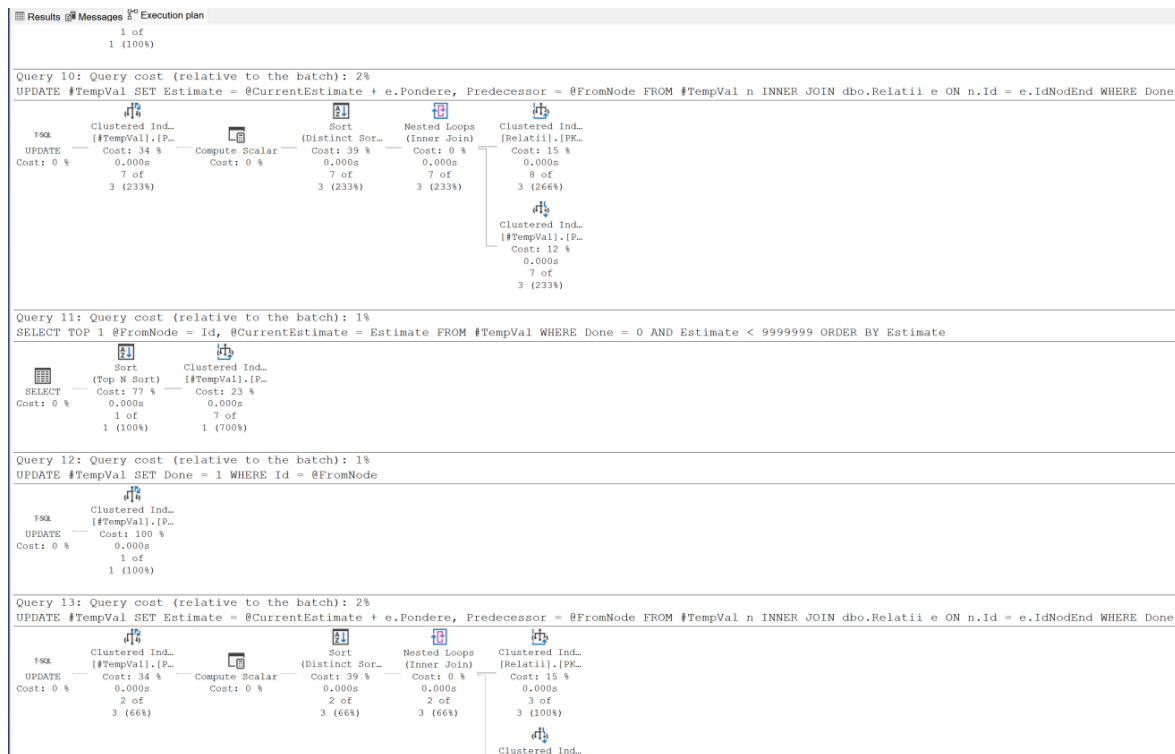 Results Messages Execution plan
1 of
1 (100%)
Query 10: Query cost (relative to the batch): 2%
UPDATE #TempVal SET Estimate = @CurrentEstimate + e.Pondere, Predecessor = @FromNode FROM #TempVal n INNER JOIN dbo.Relatii e ON n.Id = e.IdNodEnd WHERE Done
T-SQL
UPDATE
Cost: 0 %
Clustered Ind…
[#TempVal].[P…
Cost: 34 %
0.000s
7 of
3 (233%)
Compute Scalar
Cost: 0 %
Sort
(Distinct Sor…
Cost: 39 %
0.000s
7 of
3 (233%)
Nested Loops
(Inner Join)
Cost: 0 %
0.000s
7 of
3 (233%)
Clustered Ind…
[Relatii].[PK…
Cost: 15 %
0.000s
8 of
3 (266%)
Clustered Ind…
[#TempVal].[P…
Cost: 12 %
0.000s
7 of
3 (233%)
Query 11: Query cost (relative to the batch): 1%
SELECT TOP 1 @FromNode = Id, @CurrentEstimate = Estimate FROM #TempVal WHERE Done = 0 AND Estimate < 9999999 ORDER BY Estimate
SELECT
Cost: 0 %
Sort
(Top N Sort)
Cost: 77 %
0.000s
1 of
1 (100%)
Clustered Ind…
[#TempVal].[P…
Cost: 23 %
0.000s
7 of
1 (700%)
Query 12: Query cost (relative to the batch): 1%
UPDATE #TempVal SET Done = 1 WHERE Id = @FromNode
T-SQL
UPDATE
Cost: 0 %
Clustered Ind…
[#TempVal].[P…
Cost: 100 %
0.000s
1 of
1 (100%)
Query 13: Query cost (relative to the batch): 2%
UPDATE #TempVal SET Estimate = @CurrentEstimate + e.Pondere, Predecessor = @FromNode FROM #TempVal n INNER JOIN dbo.Relatii e ON n.Id = e.IdNodEnd WHERE Done
T-SQL
UPDATE
Cost: 0 %
Clustered Ind…
[#TempVal].[P…
Cost: 34 %
0.000s
2 of
3 (66%)
Compute Scalar
Cost: 0 %
Sort
(Distinct Sor…
Cost: 39 %
0.000s
2 of
3 (66%)
Nested Loops
(Inner Join)
Cost: 0 %
0.000s
2 of
3 (66%)
Clustered Ind…
[Relatii].[PK…
Cost: 15 %
0.000s
3 of
3 (100%)
Clustered Ind…